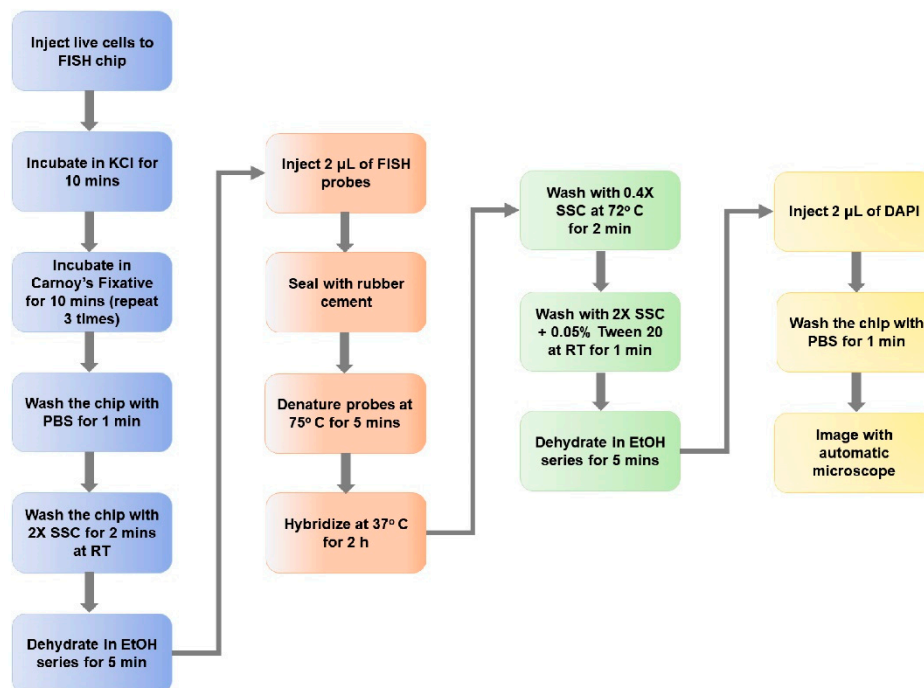 Inject live cells to
FISH chip
Incubate in KCl for
10 mins
Incubate in
Carnoy's Fixative
for 10 mins (repeat
3 times)
Wash the chip with
PBS for 1 min
Wash the chip with
2X SSC for 2 mins
at RT
Dehydrate in EtOH
series for 5 min
Inject 2 µL of FISH
probes
Seal with rubber
cement
Denature probes at
75º C for 5 mins
Hybridize at 37º C
for 2 h
Wash with 0.4X
SSC at 72º C
for 2 min
Wash with 2X SSC
+ 0.05% Tween 20
at RT for 1 min
Dehydrate in EtOH
series for 5 mins
Inject 2 µL of DAPI
Wash the chip with
PBS for 1 min
Image with
automatic
microscope